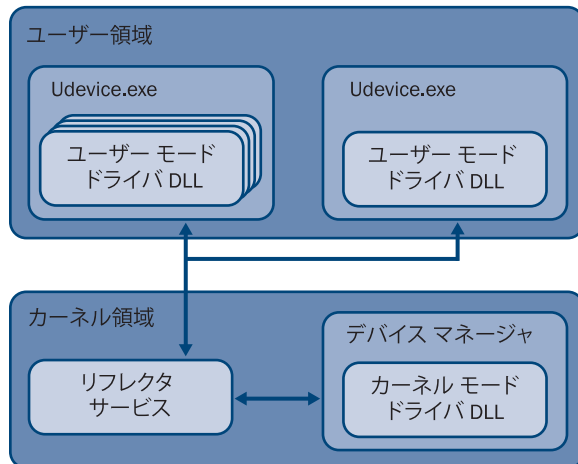 ユーザー領域
Udevice.exe
ユーザー モード
ドライバ DLL
Udevice.exe
ユーザー モード
ドライバ DLL
カーネル領域
リフレクタ
サービス
デバイス マネージャ
カーネル モード
ドライバ DLL